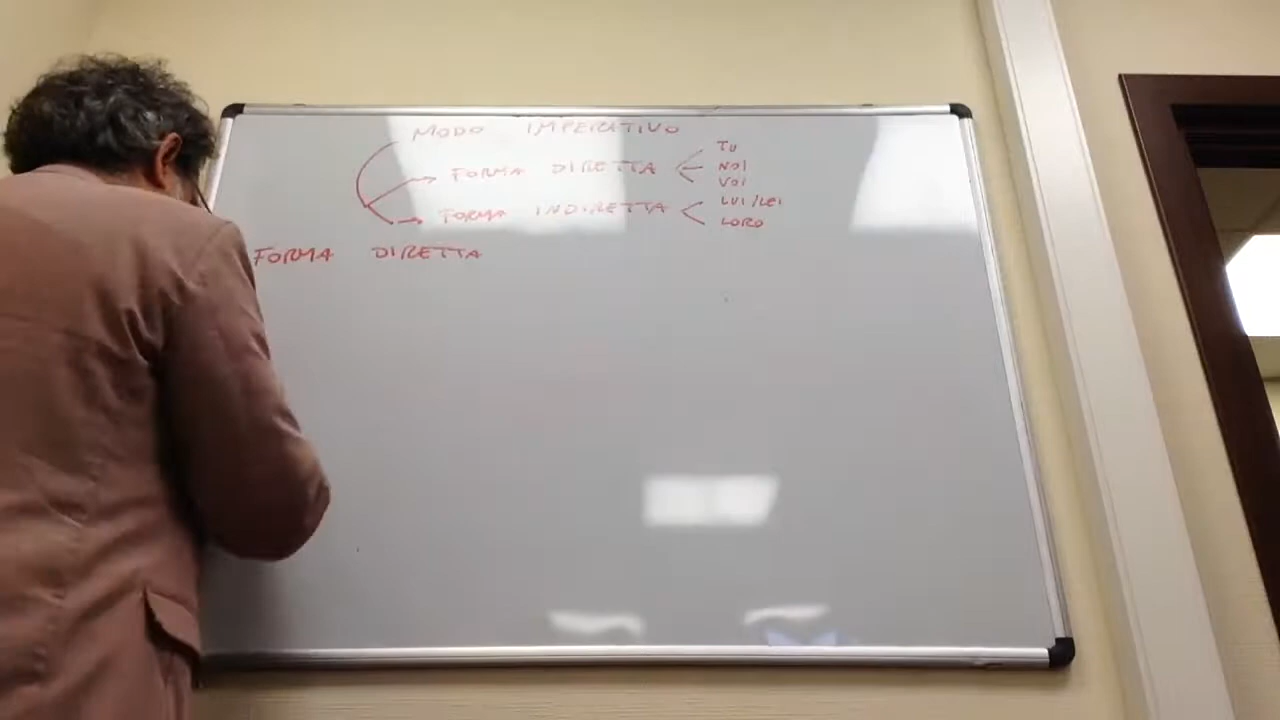 MODO IMPERATIVO
FORMA DIRETTA
TU
NOI
VOI
FORMA INDIRETTA
LUI/LEI
LORO
FORMA DIRETTA